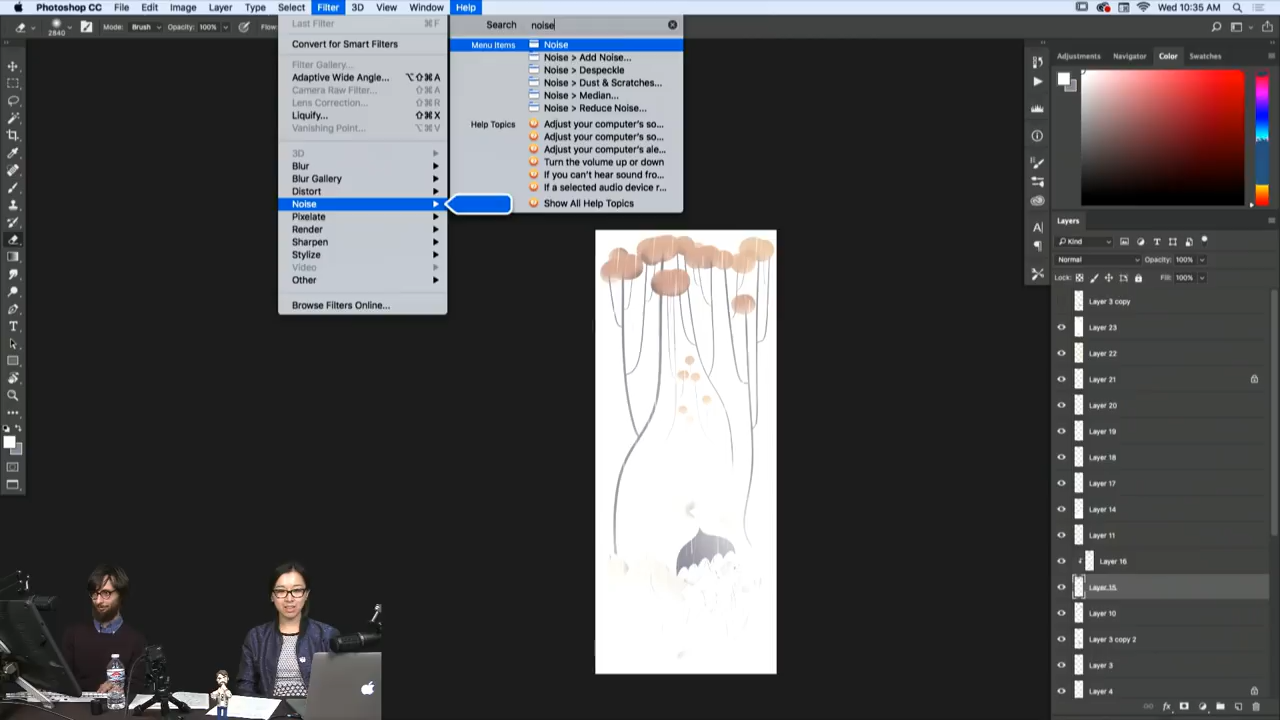 Photoshop CC File Edit Image Layer Type Select Filter 3D View Window Help Wed 10:35 AM
2840 Mode: Brush Opacity: 100% Flow:
Last Filter ⌘F
Convert for Smart Filters
Filter Gallery...
Adaptive Wide Angle... ⌥⇧⌘A
Camera Raw Filter... ⇧⌘A
Lens Correction... ⇧⌘R
Liquify... ⇧⌘X
Vanishing Point... ⌥⌘V
3D
Blur
Blur Gallery
Distort
Noise
Pixelate
Render
Sharpen
Stylize
Video
Other
Browse Filters Online...
Search noise
Menu Items Noise
Noise > Add Noise...
Noise > Despeckle
Noise > Dust & Scratches...
Noise > Median...
Noise > Reduce Noise...
Help Topics Adjust your computer's so...
Adjust your computer's so...
Adjust your computer's ale...
Turn the volume up or down
If you can't hear sound fro...
If a selected audio device r...
Show All Help Topics
Adjustments Navigator Color Swatches
Layers
Kind
Normal Opacity: 100%
Lock: Fill: 100%
Layer 3 copy
Layer 23
Layer 22
Layer 21
Layer 20
Layer 19
Layer 18
Layer 17
Layer 14
Layer 11
Layer 16
Layer 15
Layer 10
Layer 3 copy 2
Layer 3
Layer 4